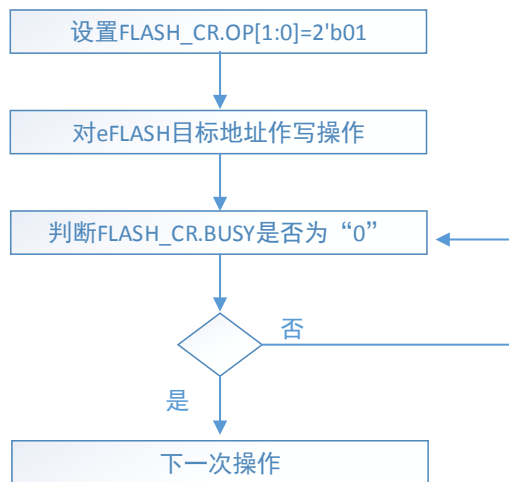 设置FLASH_CR.OP[1:0]=2'b01
对eFLASH目标地址作写操作
判断FLASH_CR.BUSY是否为“0”
否
是
下一次操作